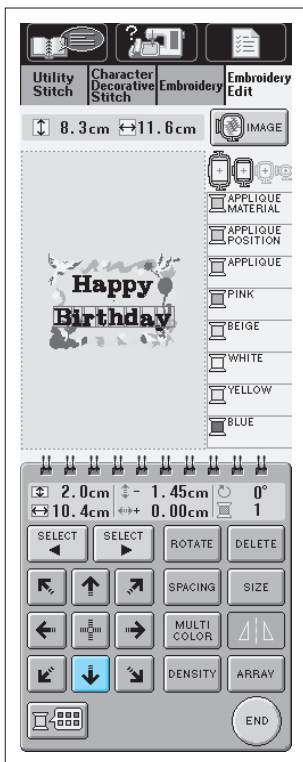 Utility
Stitch
Character
Decorative
Stitch
Embroidery
Embroidery
Edit
8.3cm 11.6cm
IMAGE
APPLIQUE
MATERIAL
APPLIQUE
POSITION
APPLIQUE
PINK
BEIGE
WHITE
YELLOW
BLUE
Happy
Birthday
2.0cm - 1.45cm 0°
10.4cm + 0.00cm 1
SELECT
SELECT
ROTATE
DELETE
SPACING
SIZE
MULTI
COLOR
DENSITY
ARRAY
END